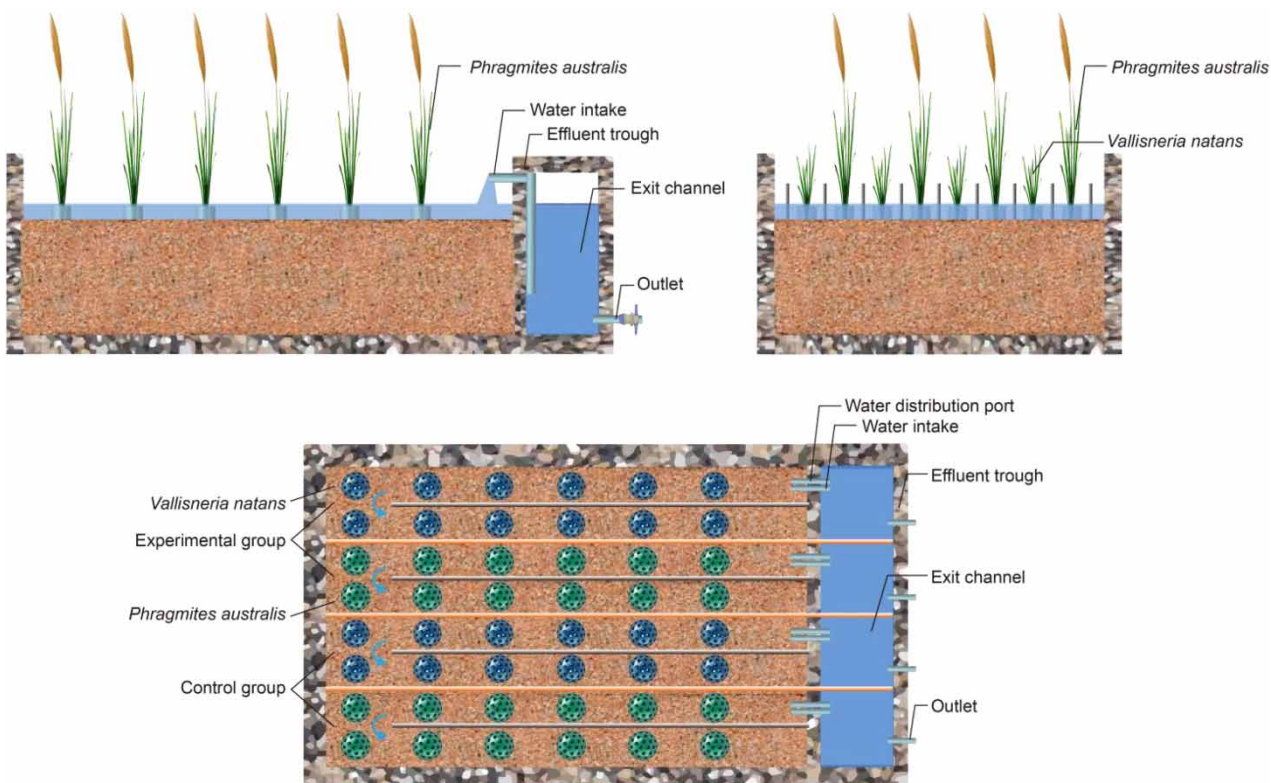 Phragmites australis
Water intake
Effluent trough
Exit channel
Outlet
Phragmites australis
Vallisneria natans
Water distribution port
Water intake
Effluent trough
Vallisneria natans
Experimental group
Exit channel
Phragmites australis
Control group
Outlet